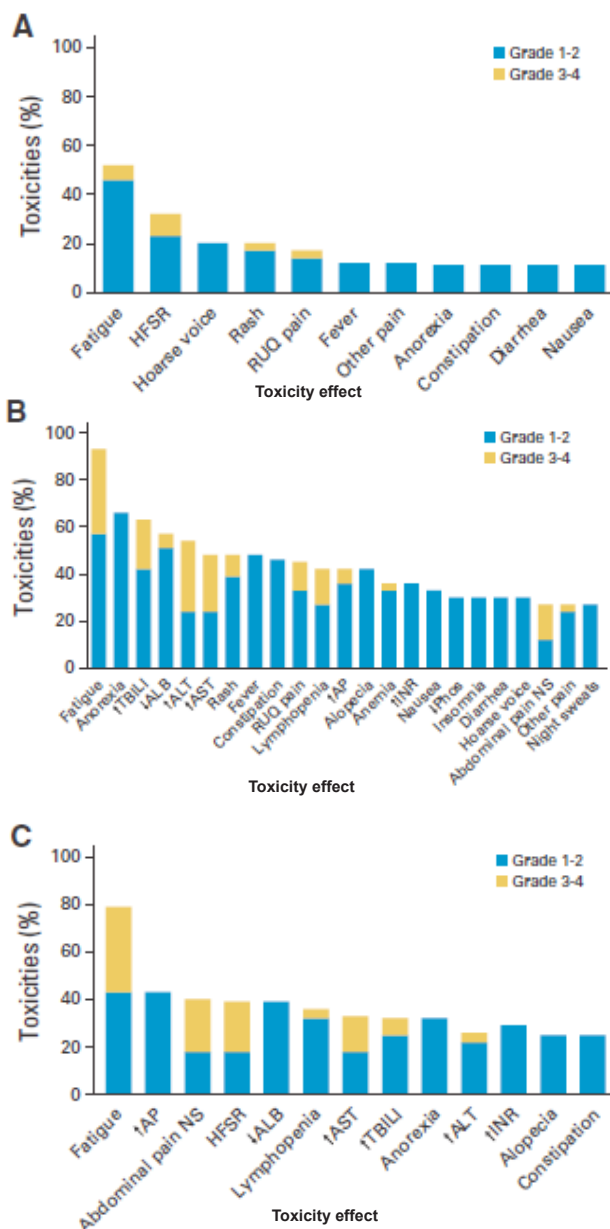 A
100
80
60
40
20
0
Toxicities (%)
Grade 1-2
Grade 3-4
Fatigue
HFSR
Hoarse voice
Rash
RUQ pain
Fever
Other pain
Anorexia
Constipation
Diarrhea
Nausea
Toxicity effect
B
100
80
60
40
20
0
Toxicities (%)
Grade 1-2
Grade 3-4
Fatigue
Anorexia
↑TBILI
↓ALB
↑ALT
↑AST
Rash
Fever
Constipation
RUQ pain
Lymphopenia
↑AP
Alopecia
Anemia
↑INR
Nausea
↓Phos
Insomnia
Diarrhea
Hoarse voice
Abdominal pain NS
Other pain
Night sweats
Toxicity effect
C
100
80
60
40
20
0
Toxicities (%)
Grade 1-2
Grade 3-4
Fatigue
↑AP
Abdominal pain NS
HFSR
↓ALB
Lymphopenia
↑AST
↑TBILI
Anorexia
↑ALT
↑INR
Alopecia
Constipation
Toxicity effect